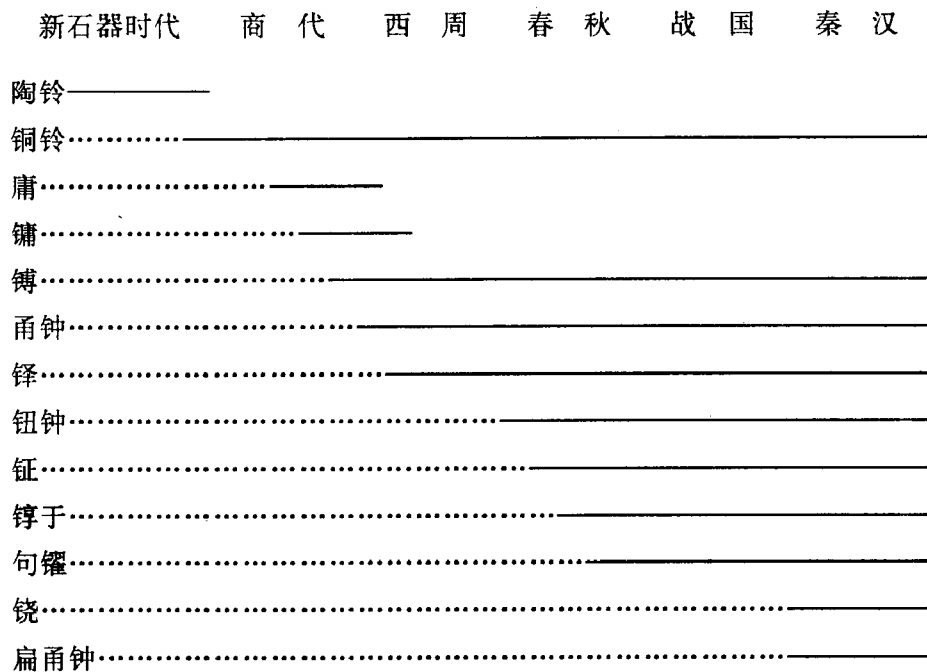 新石器时代 商代 西周 春秋 战国 秦汉
陶铃
铜铃
庸
镛
镈
甬钟
铎
钮钟
钲
錞于
句鑃
铙
扁甬钟